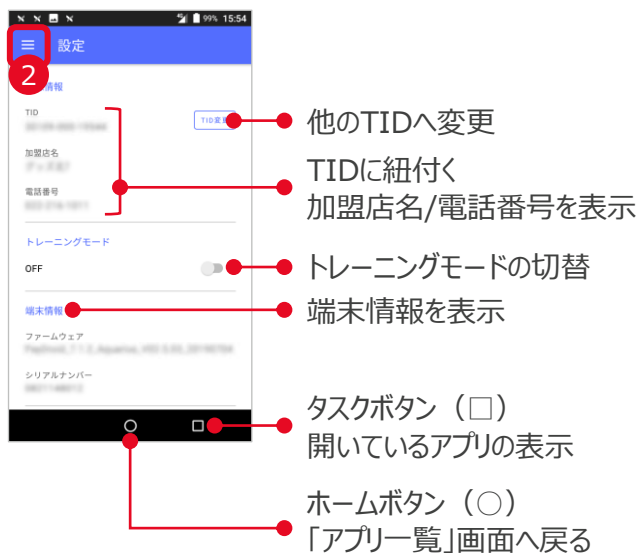 99% 15:54
設定
2
情報
TID
TID変更
加盟店名
電話番号
トレーニングモード
OFF
端末情報
ファームウェア
シリアルナンバー
他のTIDへ変更
TIDに紐付く
加盟店名/電話番号を表示
トレーニングモードの切替
端末情報を表示
タスクボタン（□）
開いているアプリの表示
ホームボタン（○）
「アプリ一覧」画面へ戻る